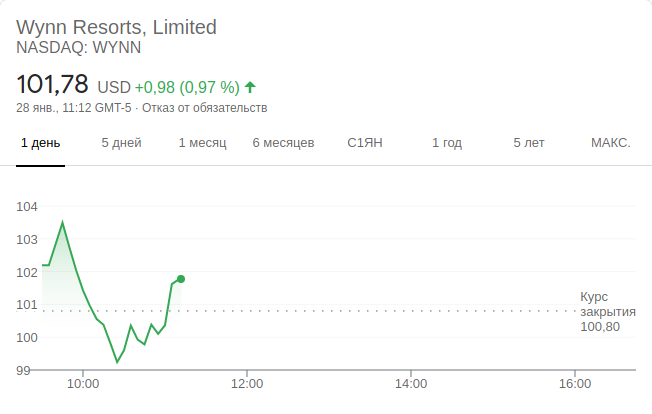 Wynn Resorts, Limited
NASDAQ: WYNN
101,78 USD +0,98 (0,97 %)
28 янв., 11:12 GMT-5 · Отказ от обязательств
1 день 5 дней 1 месяц 6 месяцев С1ЯН 1 год 5 лет МАКС.
104
103
102
101
100
99
Курс
закрытия
100,80
10:00 12:00 14:00 16:00